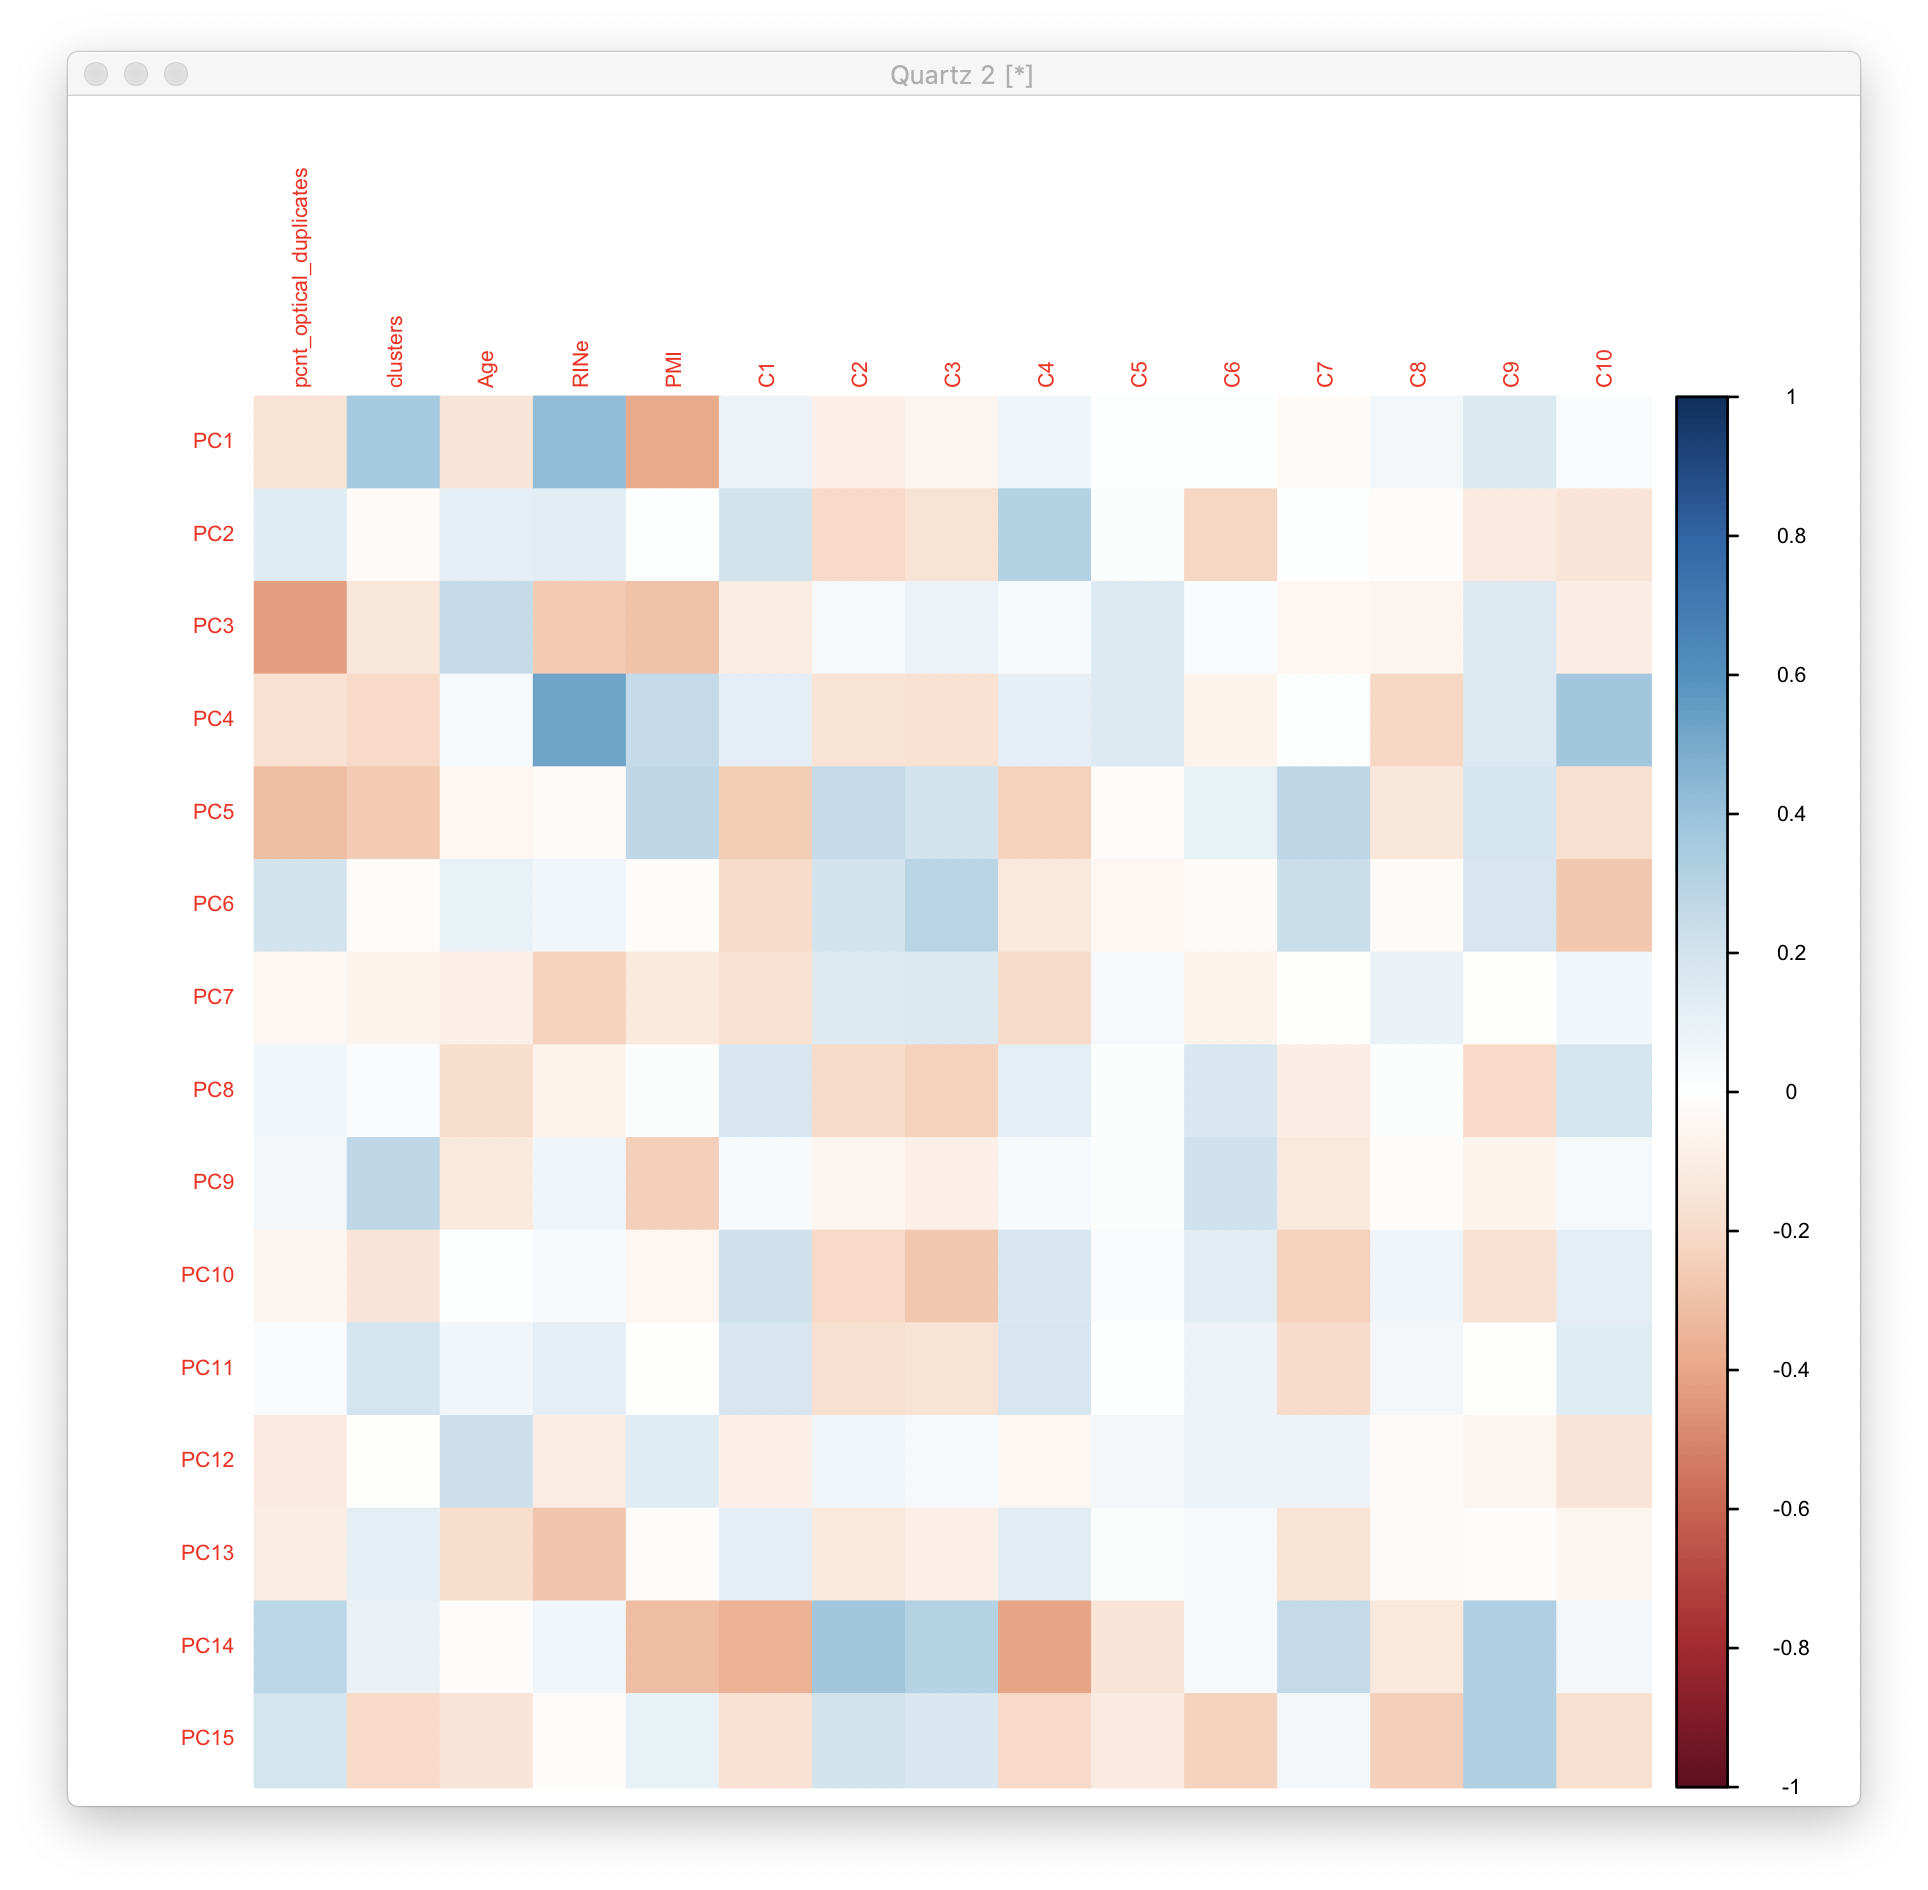 Quartz 2 [*]
pcnt_optical_duplicates
clusters
Age
RINe
PMI
C1
C2
C3
C4
C5
C6
C7
C8
C9
C10
PC1
PC2
PC3
PC4
PC5
PC6
PC7
PC8
PC9
PC10
PC11
PC12
PC13
PC14
PC15
1
0.8
0.6
0.4
0.2
0
-0.2
-0.4
-0.6
-0.8
-1